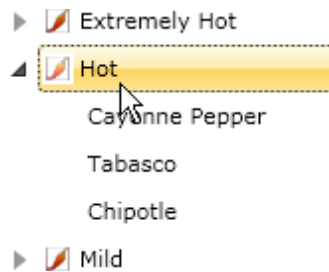 Extremely Hot
Hot
Cayenne Pepper
Tabasco
Chipotle
Mild